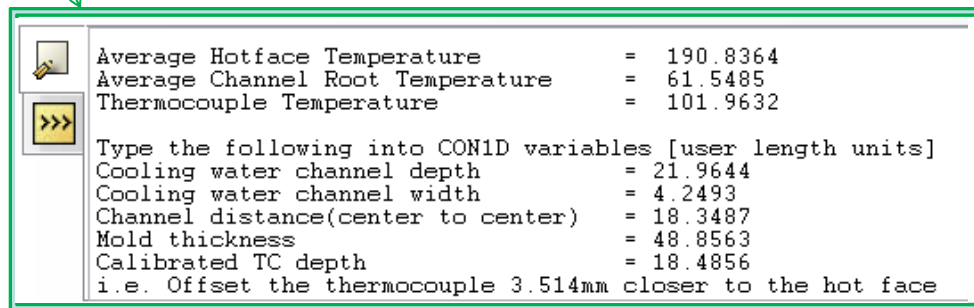 Average Hotface Temperature = 190.8364
Average Channel Root Temperature = 61.5485
Thermocouple Temperature = 101.9632
>>>
Type the following into CON1D variables [user length units]
Cooling water channel depth = 21.9644
Cooling water channel width = 4.2493
Channel distance(center to center) = 18.3487
Mold thickness = 48.8563
Calibrated TC depth = 18.4856
i.e. Offset the thermocouple 3.514mm closer to the hot face